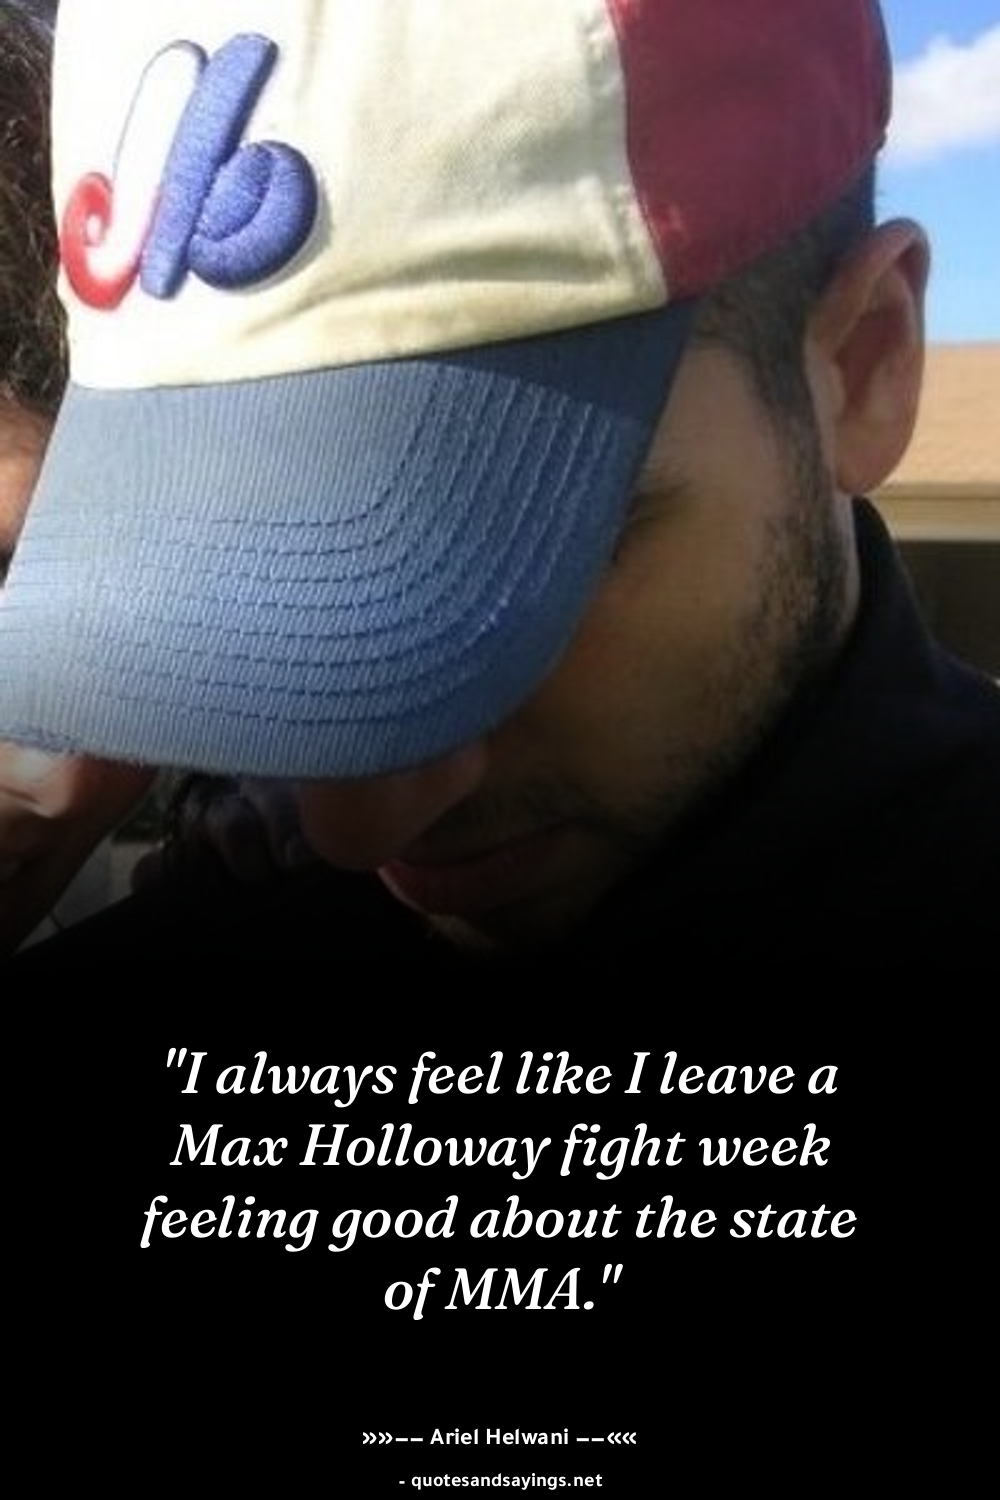 "I always feel like I leave a
Max Holloway fight week
feeling good about the state
of MMA."
»»−− Ariel Helwani −−««
- quotesandsayings.net